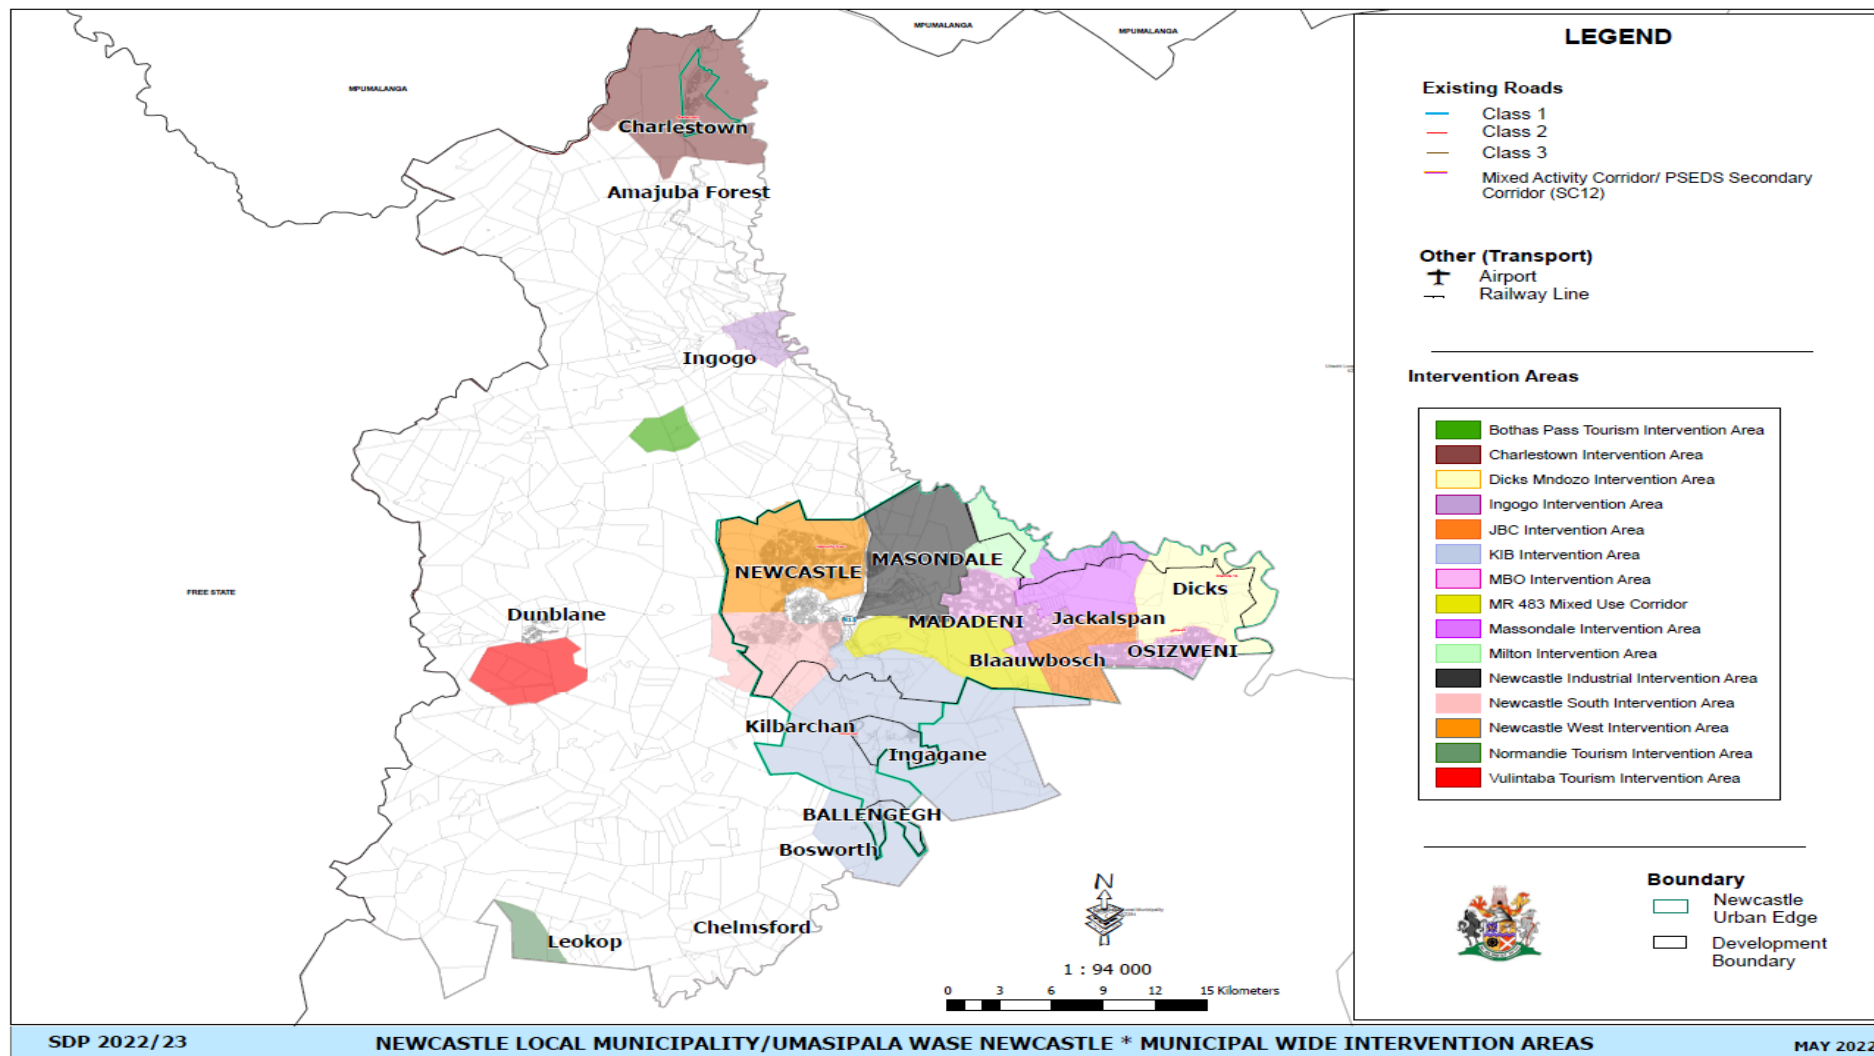 MPUMALANGA
MPUMALANGA
MPUMALANGA
Charlestown
Amajuba Forest
Ingogo
NEWCASTLE
MASONDALE
Dicks
Dunblane
FREE STATE
MADADENI
Jackalspan
Blaauwbosch
OSIZWENI
Kilbarchan
Ingagane
BALLENGEGH
Bosworth
Chelmsford
Leokop
N
1 : 94 000
0 3 6 9 12 15 Kilometers
LEGEND
Existing Roads
Class 1
Class 2
Class 3
Mixed Activity Corridor/ PSEDS Secondary
Corridor (SC12)
Other (Transport)
Airport
Railway Line
Intervention Areas
Bothas Pass Tourism Intervention Area
Charlestown Intervention Area
Dicks Mndozo Intervention Area
Ingogo Intervention Area
JBC Intervention Area
KIB Intervention Area
MBO Intervention Area
MR 483 Mixed Use Corridor
Massondale Intervention Area
Milton Intervention Area
Newcastle Industrial Intervention Area
Newcastle South Intervention Area
Newcastle West Intervention Area
Normandie Tourism Intervention Area
Vulintaba Tourism Intervention Area
Boundary
Newcastle
Urban Edge
Development
Boundary
SDP 2022/23
NEWCASTLE LOCAL MUNICIPALITY/UMASIPALA WASE NEWCASTLE * MUNICIPAL WIDE INTERVENTION AREAS
MAY 2022